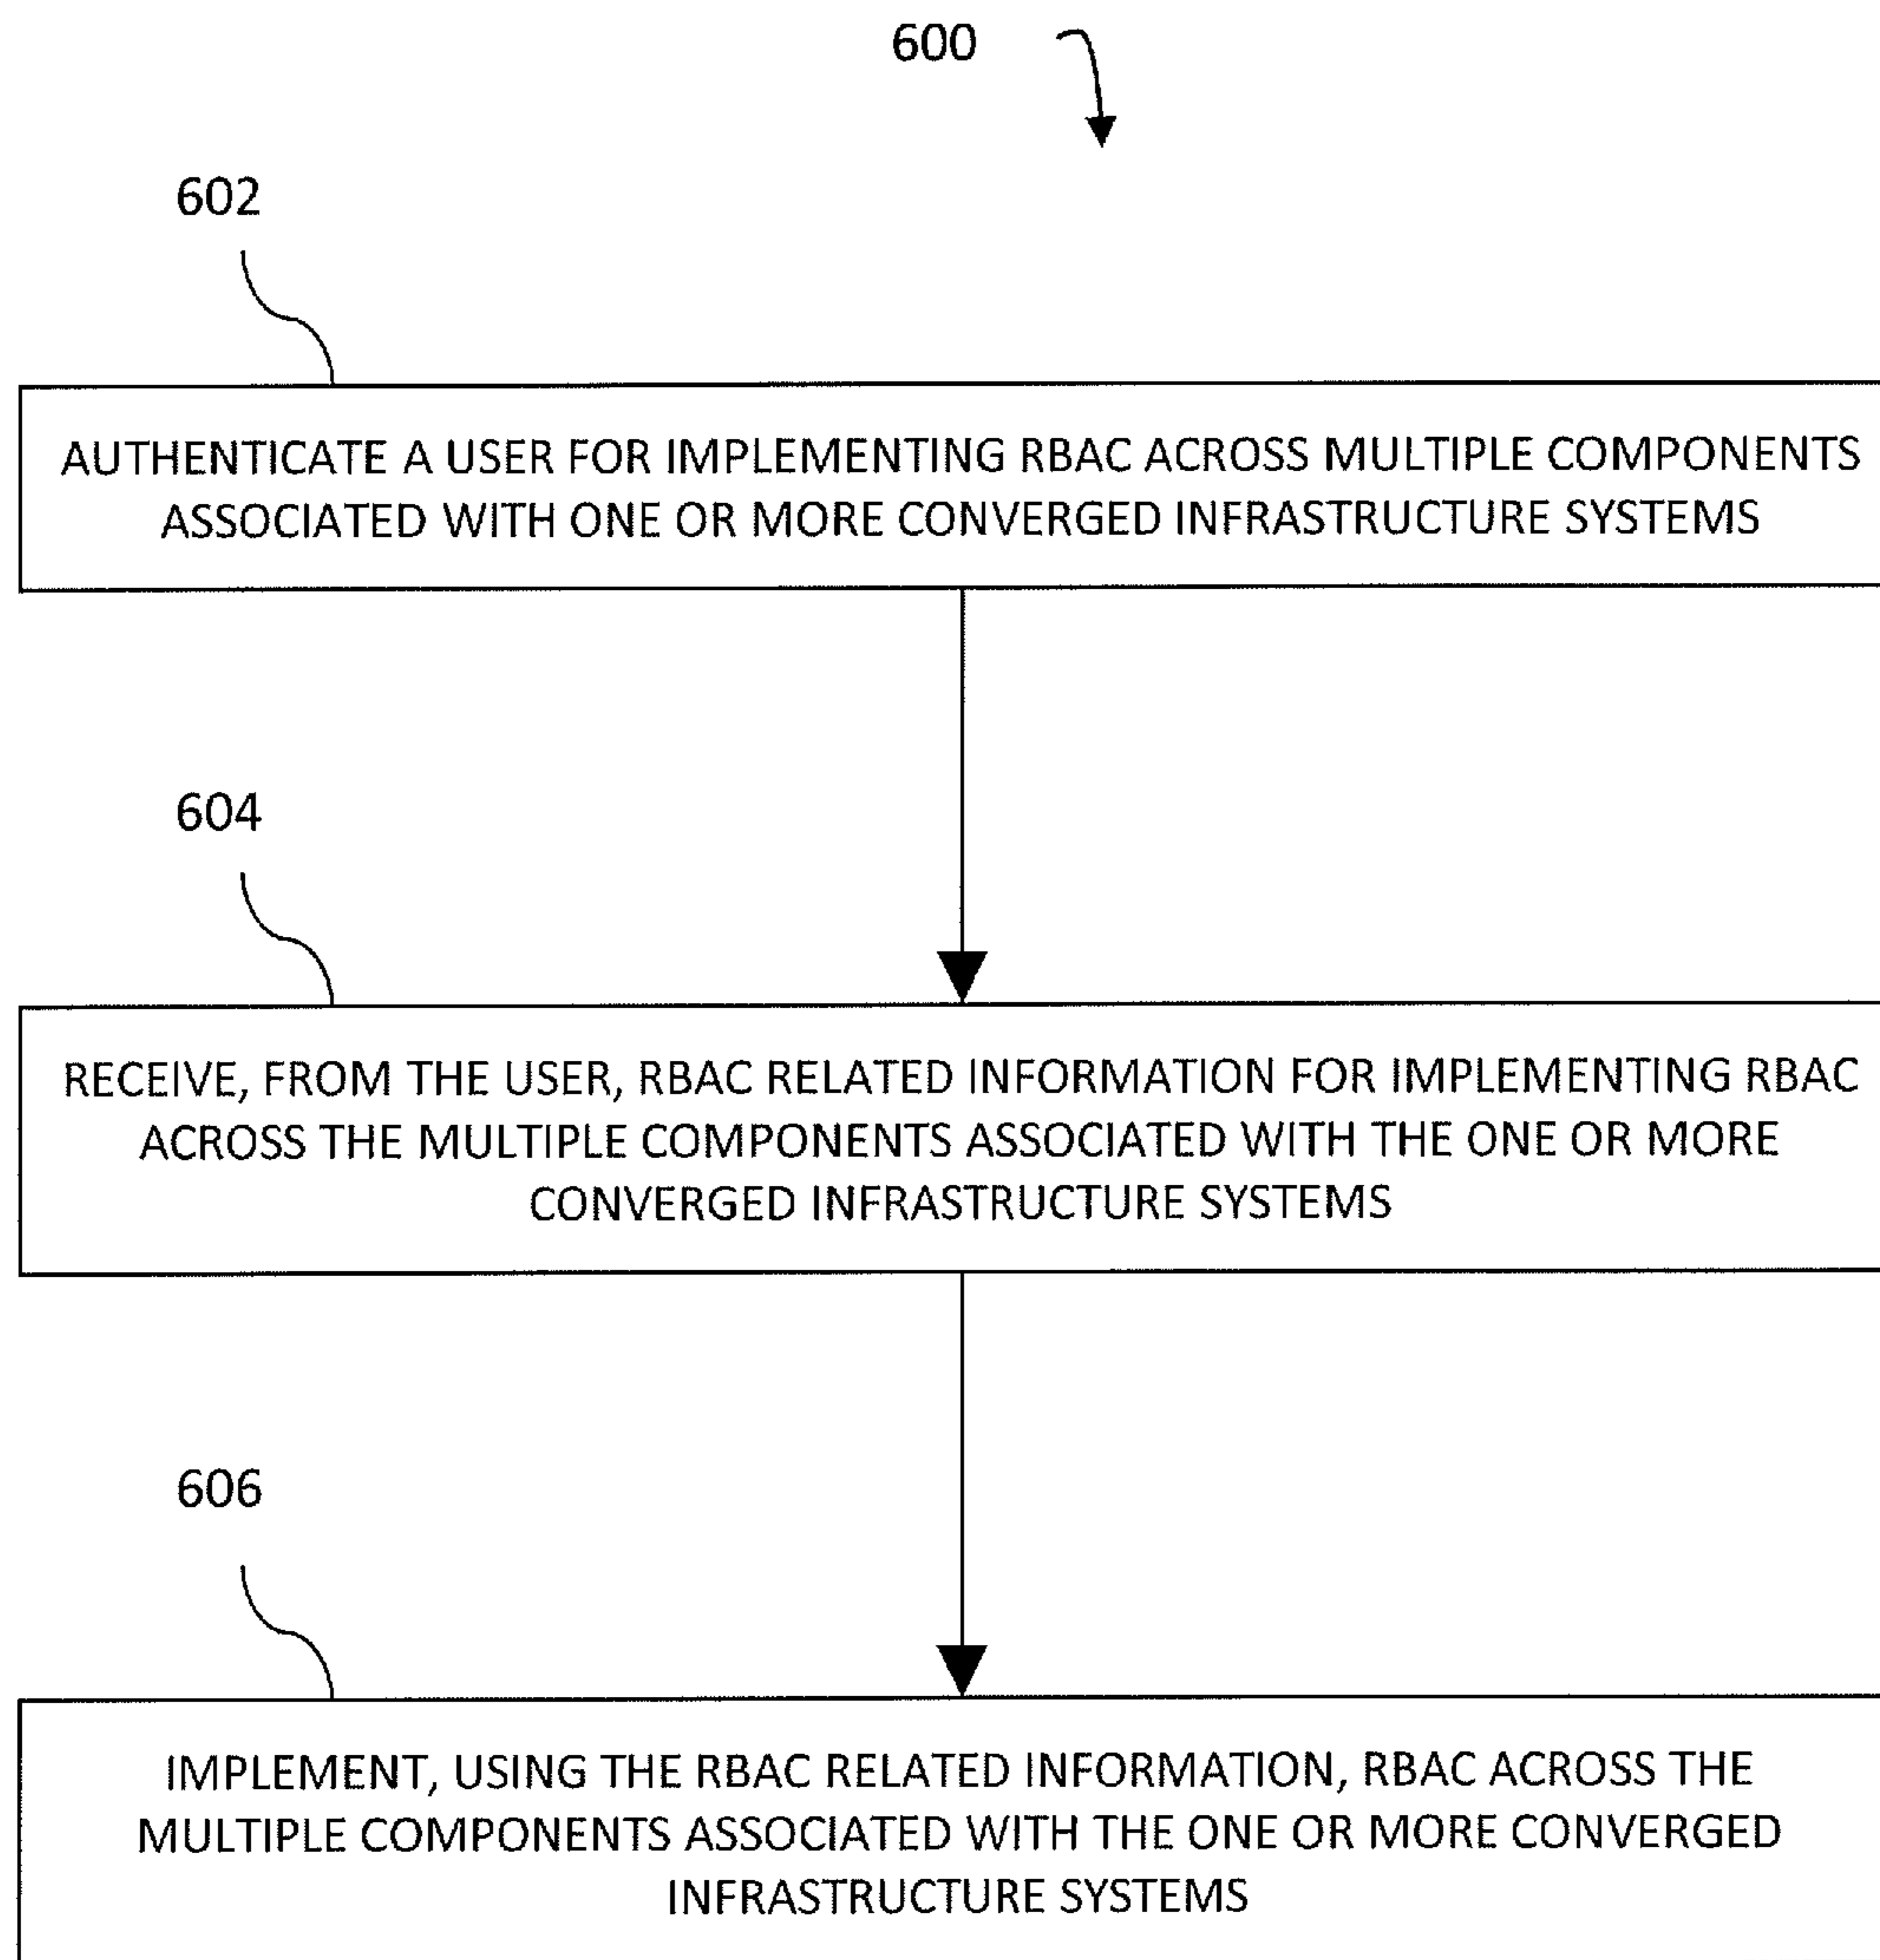 600
602
AUTHENTICATE A USER FOR IMPLEMENTING RBAC ACROSS MULTIPLE COMPONENTS
ASSOCIATED WITH ONE OR MORE CONVERGED INFRASTRUCTURE SYSTEMS
604
RECEIVE, FROM THE USER, RBAC RELATED INFORMATION FOR IMPLEMENTING RBAC
ACROSS THE MULTIPLE COMPONENTS ASSOCIATED WITH THE ONE OR MORE
CONVERGED INFRASTRUCTURE SYSTEMS
606
IMPLEMENT, USING THE RBAC RELATED INFORMATION, RBAC ACROSS THE
MULTIPLE COMPONENTS ASSOCIATED WITH THE ONE OR MORE CONVERGED
INFRASTRUCTURE SYSTEMS